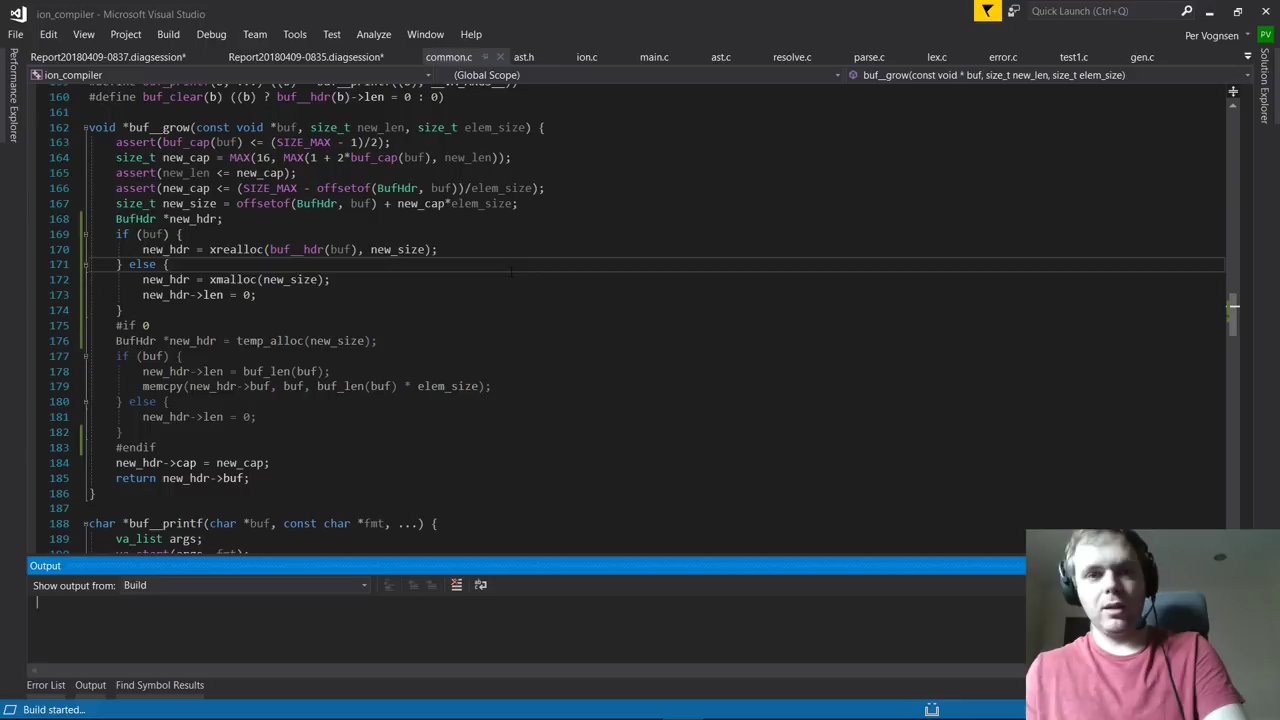 ion_compiler - Microsoft Visual Studio
Quick Launch (Ctrl+Q)
File Edit View Project Build Debug Team Tools Test Analyze Window Help
Per Vognsen PV
Report20180409-0837.diagsession* Report20180409-0835.diagsession* common.c ast.h ion.c main.c ast.c resolve.c parse.c lex.c error.c test1.c gen.c
ion_compiler (Global Scope) buf__grow(const void * buf, size_t new_len, size_t elem_size)
Performance Explorer
Solution Explorer
160 #define buf_clear(b) ((b) ? buf__hdr(b)->len = 0 : 0)
161
162 void *buf__grow(const void *buf, size_t new_len, size_t elem_size) {
163 assert(buf_cap(buf) <= (SIZE_MAX - 1)/2);
164 size_t new_cap = MAX(16, MAX(1 + 2*buf_cap(buf), new_len));
165 assert(new_len <= new_cap);
166 assert(new_cap <= (SIZE_MAX - offsetof(BufHdr, buf))/elem_size);
167 size_t new_size = offsetof(BufHdr, buf) + new_cap*elem_size;
168 BufHdr *new_hdr;
169 if (buf) {
170 new_hdr = xrealloc(buf__hdr(buf), new_size);
171 } else {
172 new_hdr = xmalloc(new_size);
173 new_hdr->len = 0;
174 }
175 #if 0
176 BufHdr *new_hdr = temp_alloc(new_size);
177 if (buf) {
178 new_hdr->len = buf_len(buf);
179 memcpy(new_hdr->buf, buf, buf_len(buf) * elem_size);
180 } else {
181 new_hdr->len = 0;
182 }
183 #endif
184 new_hdr->cap = new_cap;
185 return new_hdr->buf;
186 }
187
188 char *buf__printf(char *buf, const char *fmt, ...) {
189 va_list args;
Output
Show output from: Build
Error List Output Find Symbol Results
Build started...